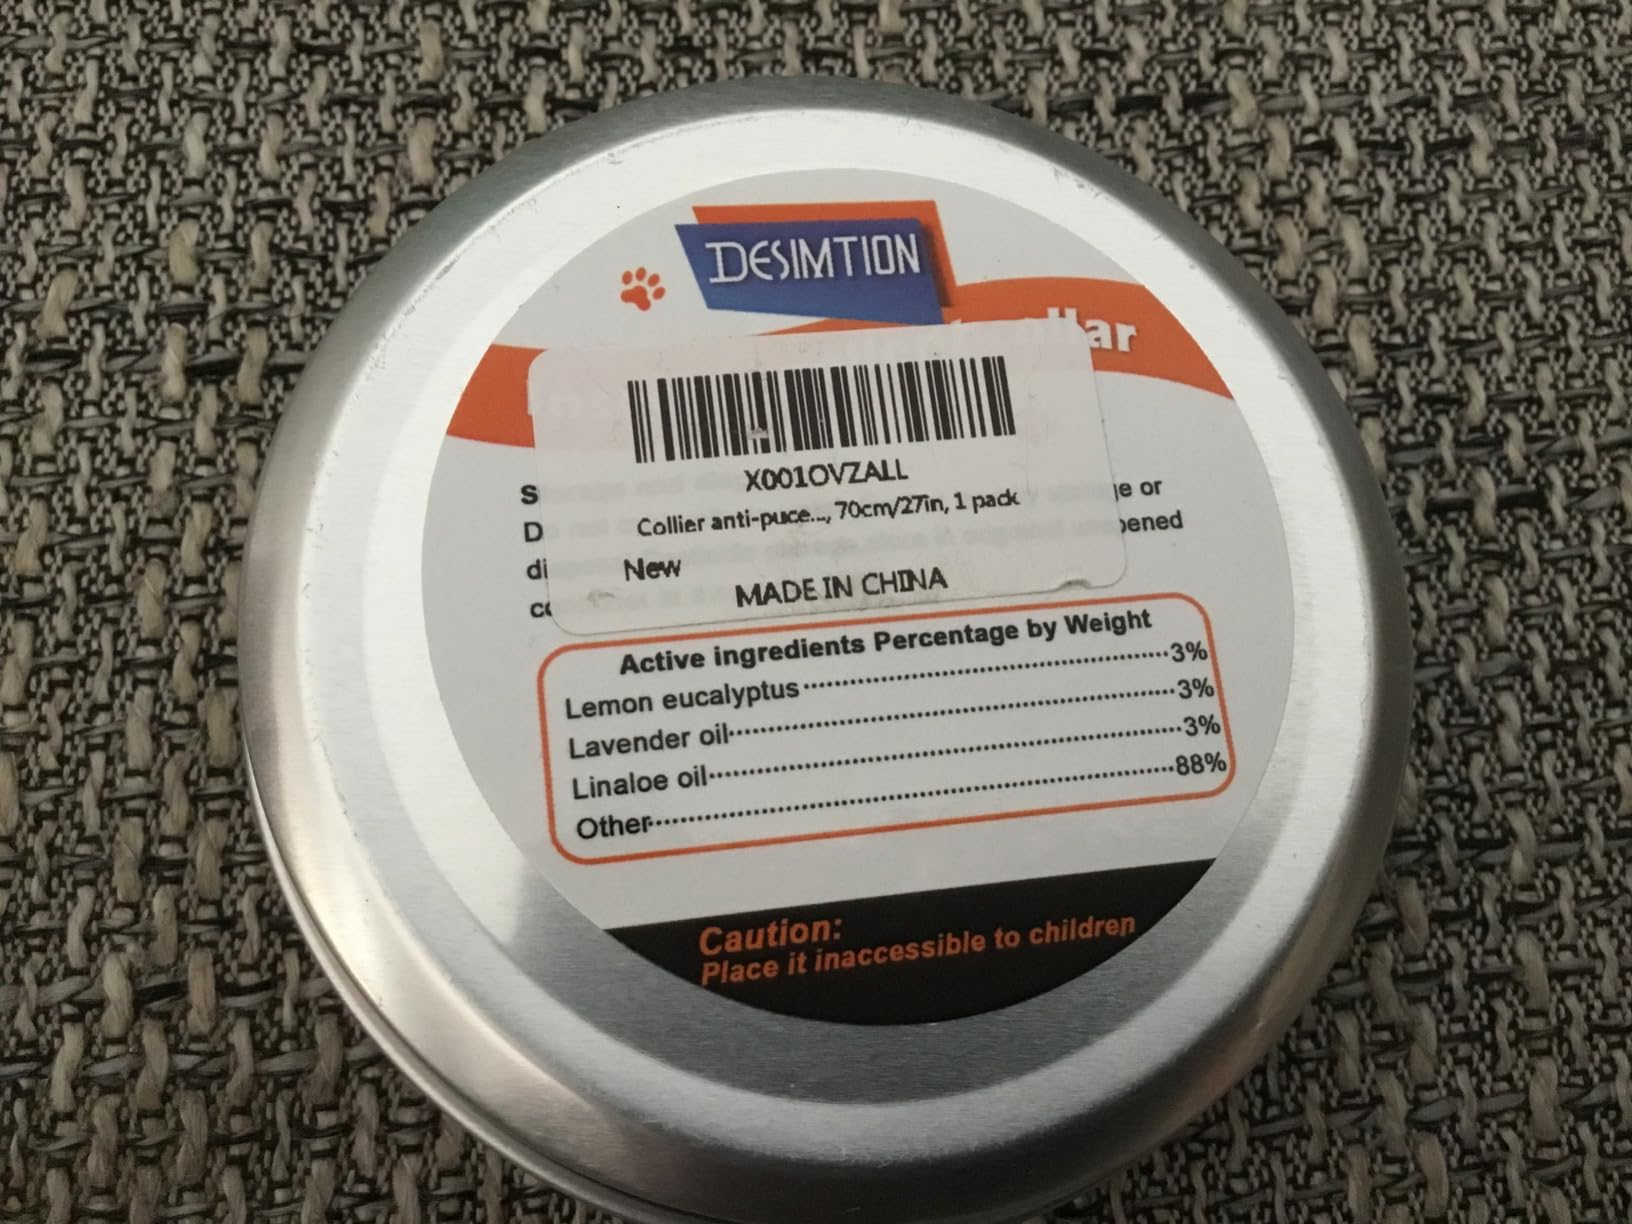 DESIMTION
X001OVZALL
Collier anti-puce..., 70cm/27in, 1 pack
New
MADE IN CHINA
Active ingredients Percentage by Weight
Lemon eucalyptus 3%
Lavender oil 3%
Linaloe oil 3%
Other 88%
Caution:
Place it inaccessible to children